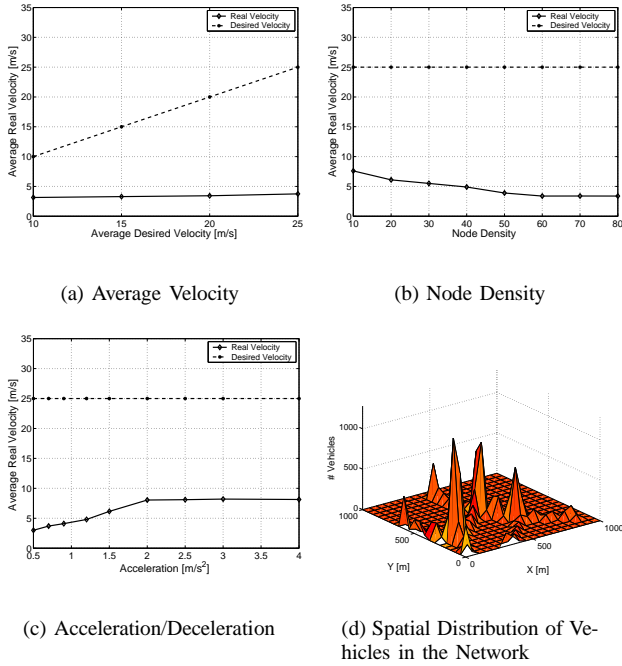 Real Velocity
Desired Velocity
35
30
25
20
15
10
5
0
Average Real Velocity [m/s]
10 15 20 25
Average Desired Velocity [m/s]
(a) Average Velocity
Real Velocity
Desired Velocity
35
30
25
20
15
10
5
0
Average Real Velocity [m/s]
10 20 30 40 50 60 70 80
Node Density
(b) Node Density
Real Velocity
Desired Velocity
35
30
25
20
15
10
5
0
Average Real Velocity [m/s]
0.5 1 1.5 2 2.5 3 3.5 4
Acceleration [m/s²]
(c) Acceleration/Deceleration
1000
500
0
# Vehicles
1000
500
0
Y [m]
0
500
1000
X [m]
(d) Spatial Distribution of Ve-
hicles in the Network